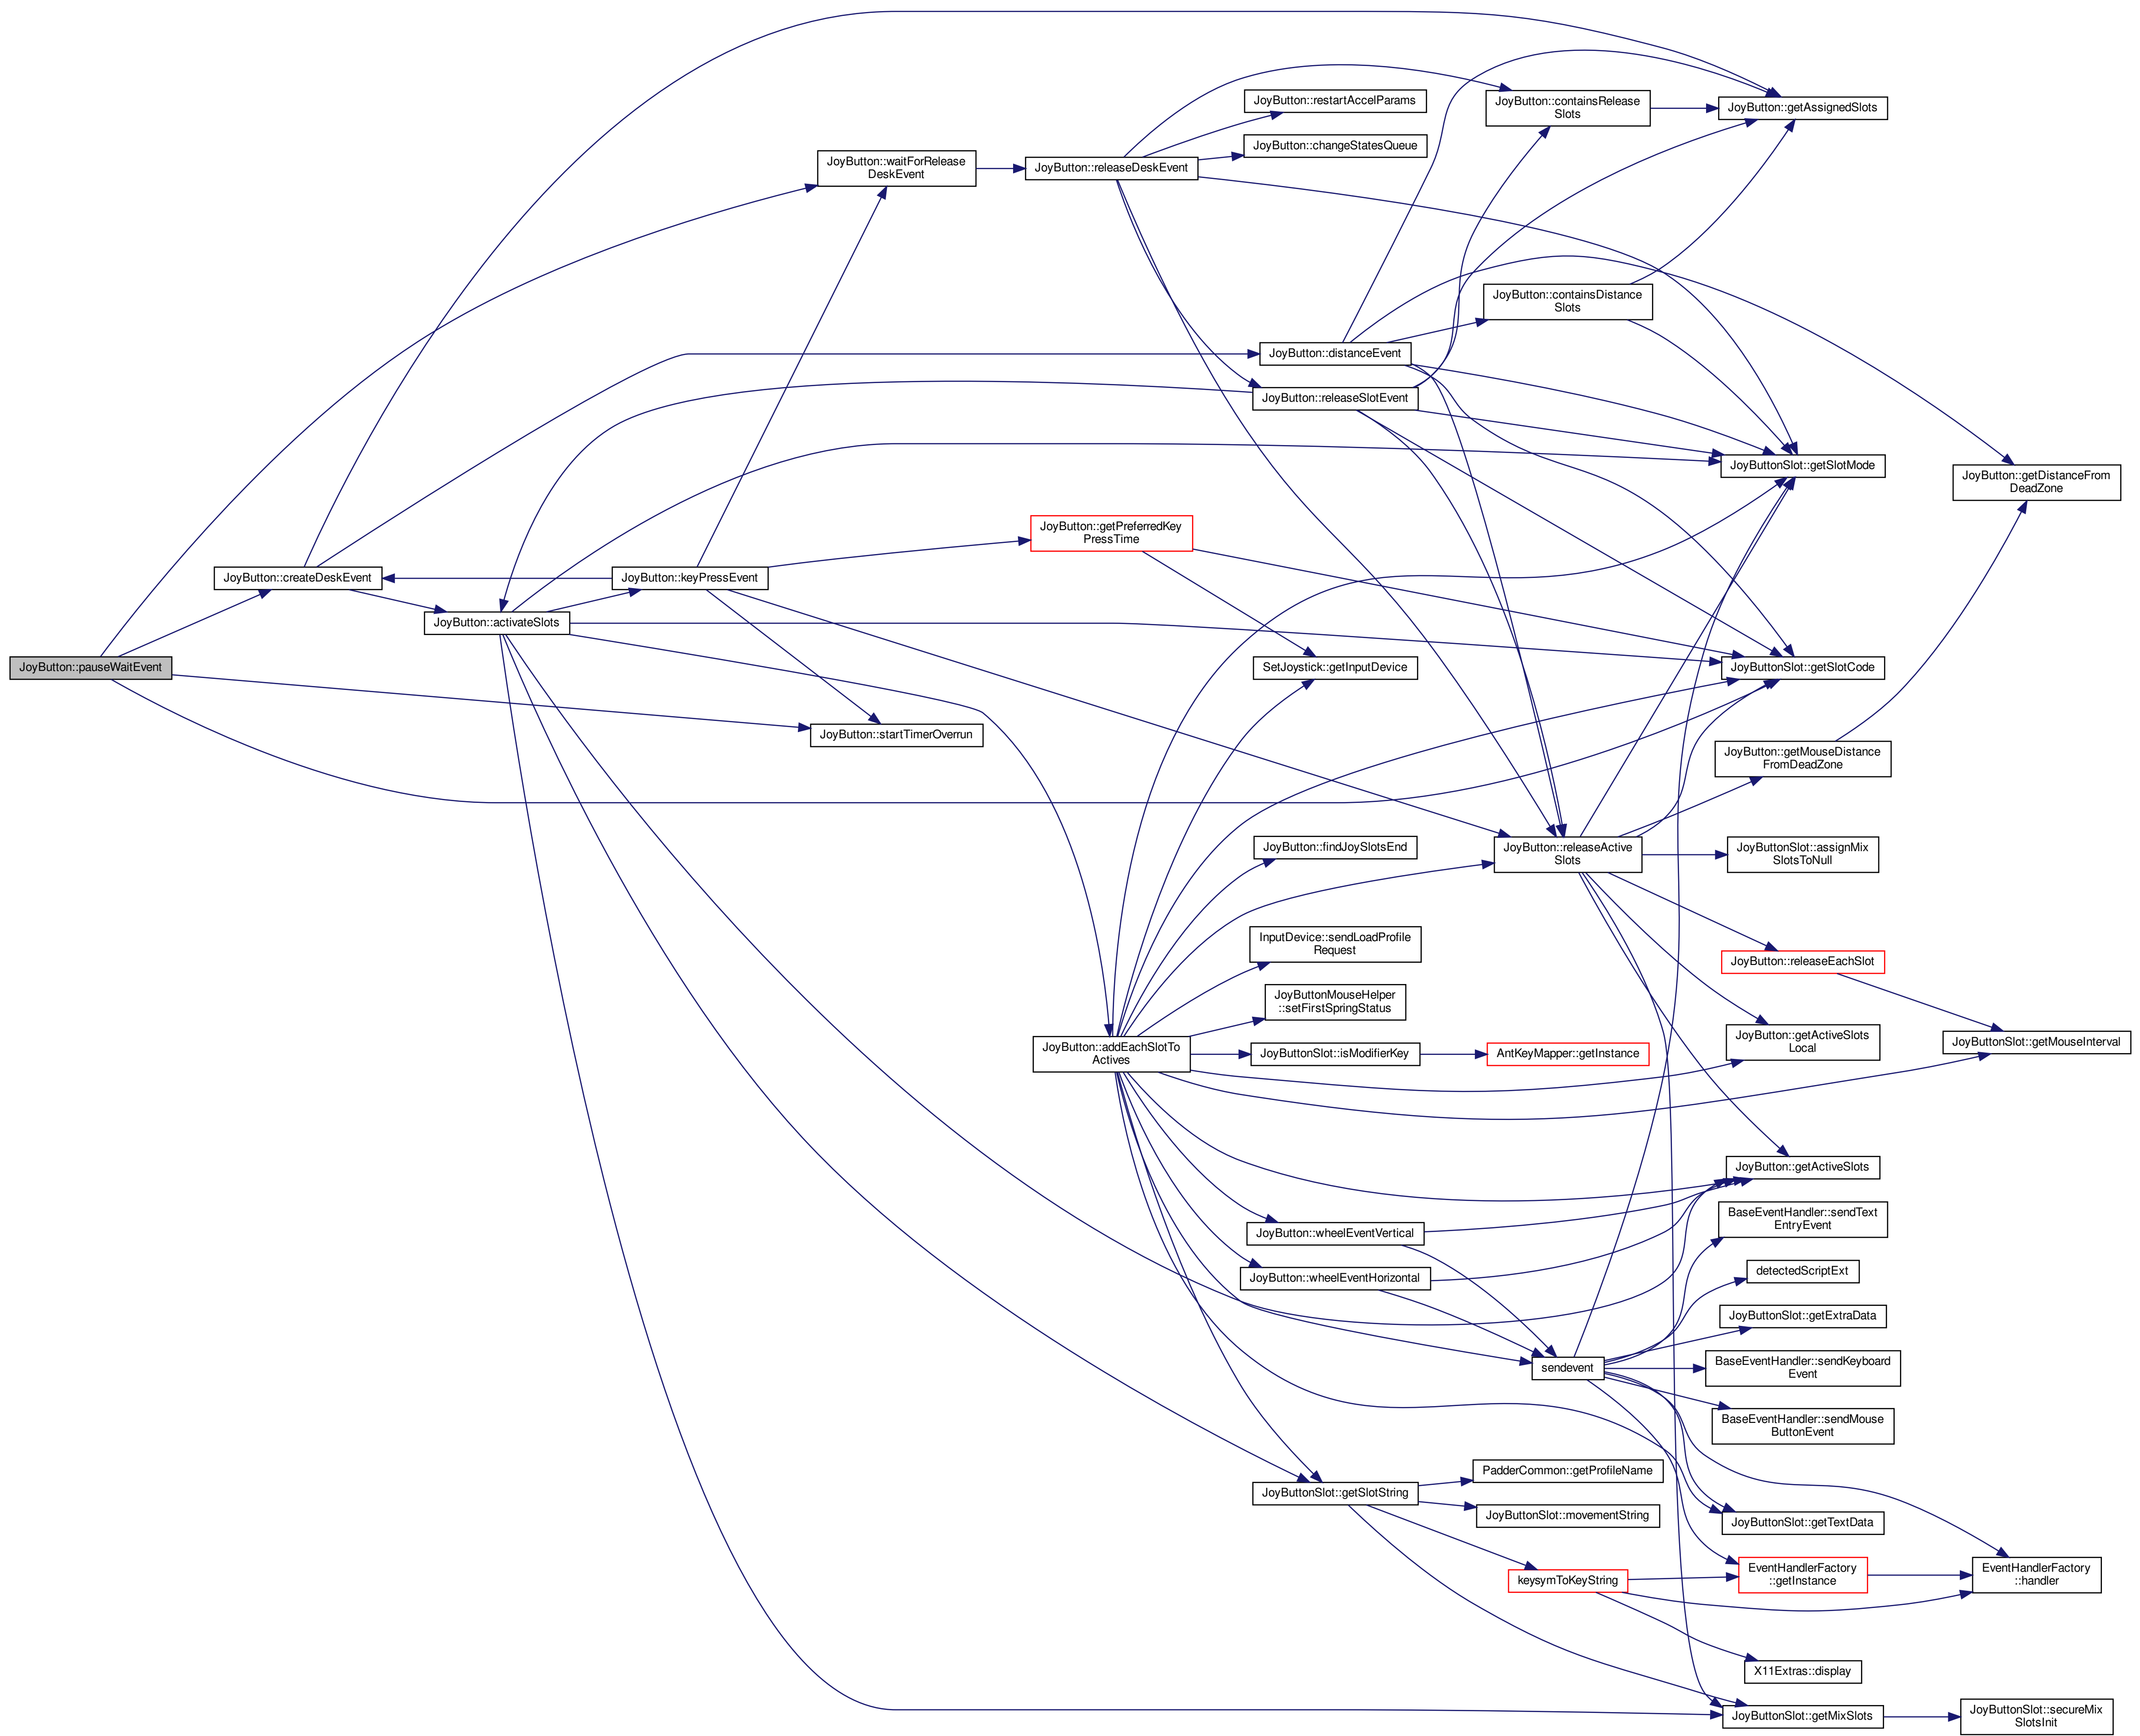 JoyButton::pauseWaitEvent
JoyButton::createDeskEvent
JoyButton::activateSlots
JoyButton::waitForRelease
DeskEvent
JoyButton::keyPressEvent
JoyButton::startTimerOverrun
JoyButton::releaseDeskEvent
JoyButton::getPreferredKey
PressTime
JoyButton::addEachSlotTo
Actives
JoyButton::restartAccelParams
JoyButton::changeStatesQueue
JoyButton::distanceEvent
JoyButton::releaseSlotEvent
SetJoystick::getInputDevice
JoyButton::findJoySlotsEnd
InputDevice::sendLoadProfile
Request
JoyButtonMouseHelper
::setFirstSpringStatus
JoyButtonSlot::isModifierKey
JoyButton::wheelEventVertical
JoyButton::wheelEventHorizontal
JoyButtonSlot::getSlotString
JoyButton::containsRelease
Slots
JoyButton::containsDistance
Slots
JoyButton::releaseActive
Slots
AntKeyMapper::getInstance
sendevent
PadderCommon::getProfileName
JoyButtonSlot::movementString
keysymToKeyString
JoyButton::getAssignedSlots
JoyButtonSlot::getSlotMode
JoyButtonSlot::getSlotCode
JoyButton::getMouseDistance
FromDeadZone
JoyButtonSlot::assignMix
SlotsToNull
JoyButton::releaseEachSlot
JoyButton::getActiveSlots
Local
JoyButton::getActiveSlots
BaseEventHandler::sendText
EntryEvent
detectedScriptExt
JoyButtonSlot::getExtraData
BaseEventHandler::sendKeyboard
Event
BaseEventHandler::sendMouse
ButtonEvent
JoyButtonSlot::getTextData
EventHandlerFactory
::getInstance
X11Extras::display
JoyButtonSlot::getMixSlots
JoyButton::getDistanceFrom
DeadZone
JoyButtonSlot::getMouseInterval
EventHandlerFactory
::handler
JoyButtonSlot::secureMix
SlotsInit